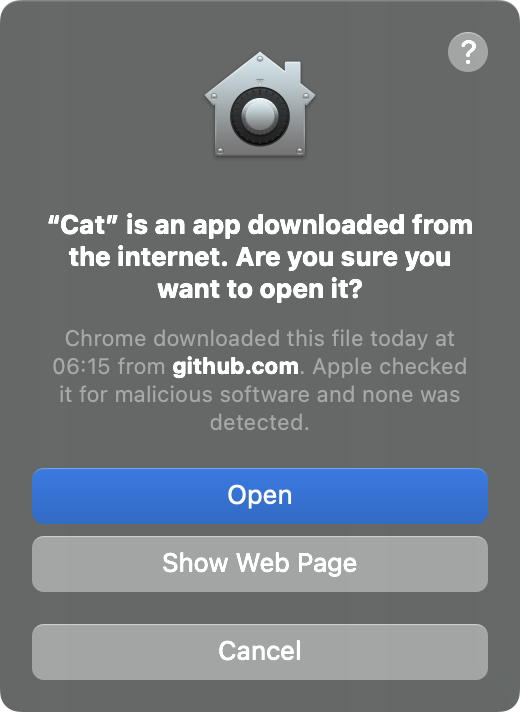 ?
“Cat” is an app downloaded from
the internet. Are you sure you
want to open it?
Chrome downloaded this file today at
06:15 from github.com. Apple checked
it for malicious software and none was
detected.
Open
Show Web Page
Cancel